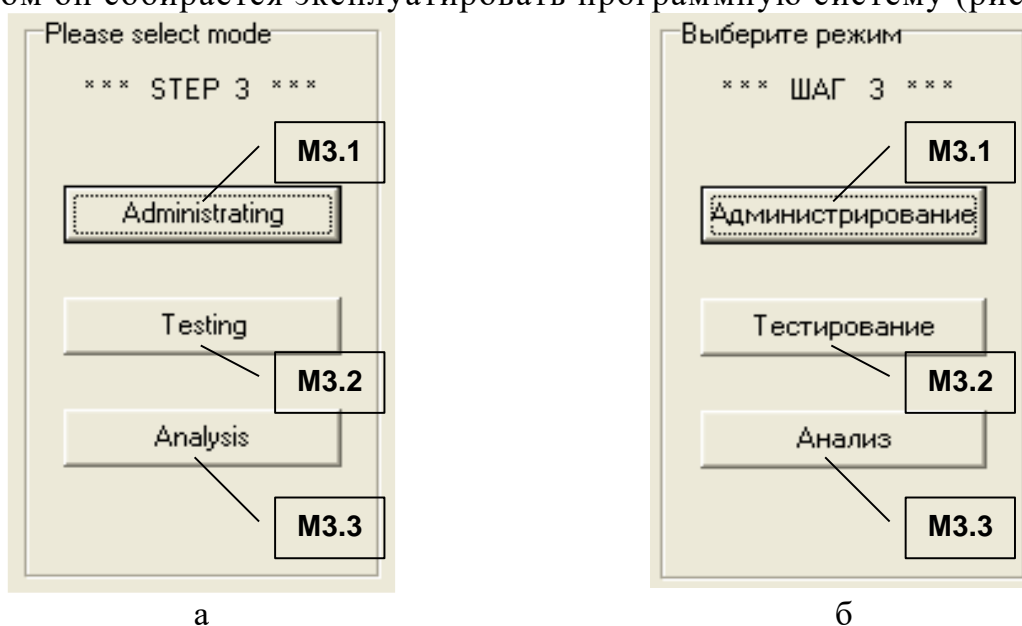 ом он собирается эксплуатировать программную систему (рис
Please select mode
*** STEP 3 ***
M3.1
Administrating
Testing
M3.2
Analysis
M3.3
а
Выберите режим
*** ШАГ 3 ***
M3.1
Администрирование
Тестирование
M3.2
Анализ
M3.3
б